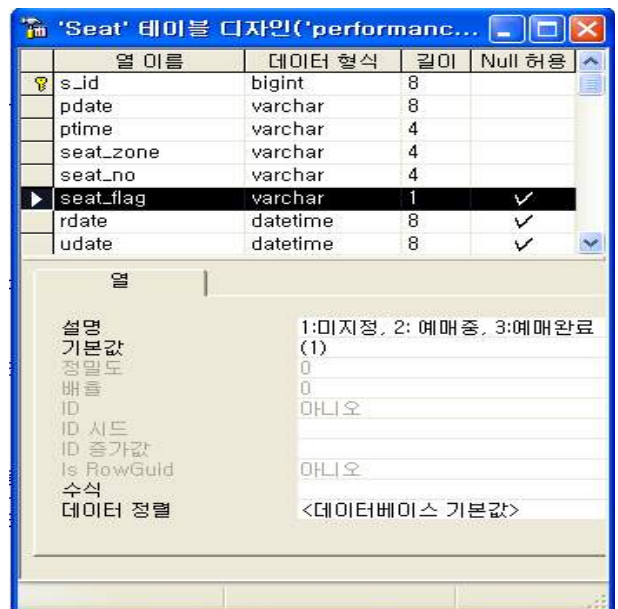 'Seat' 테이블 디자인('performanc...
열 이름 데이터 형식 길이 Null 허용
s_id bigint 8
pdate varchar 8
ptime varchar 4
seat_zone varchar 4
seat_no varchar 4
seat_flag varchar 1
rdate datetime 8
udate datetime 8
열
설명 1:미지정, 2: 예매중, 3:예매완료
기본값 (1)
정밀도 0
배율 0
ID 아니오
ID 시드
ID 증가값
Is RowGuid 아니오
수식
데이터 정렬 <데이터베이스 기본값>